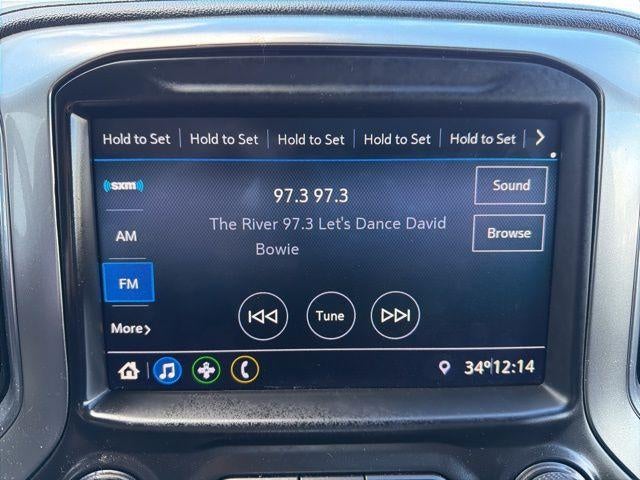 Hold to Set Hold to Set Hold to Set Hold to Set Hold to Set >
((sxm))
97.3 97.3
Sound
The River 97.3 Let's Dance David
Bowie
AM
Browse
FM
Tune
More>
34° 12:14